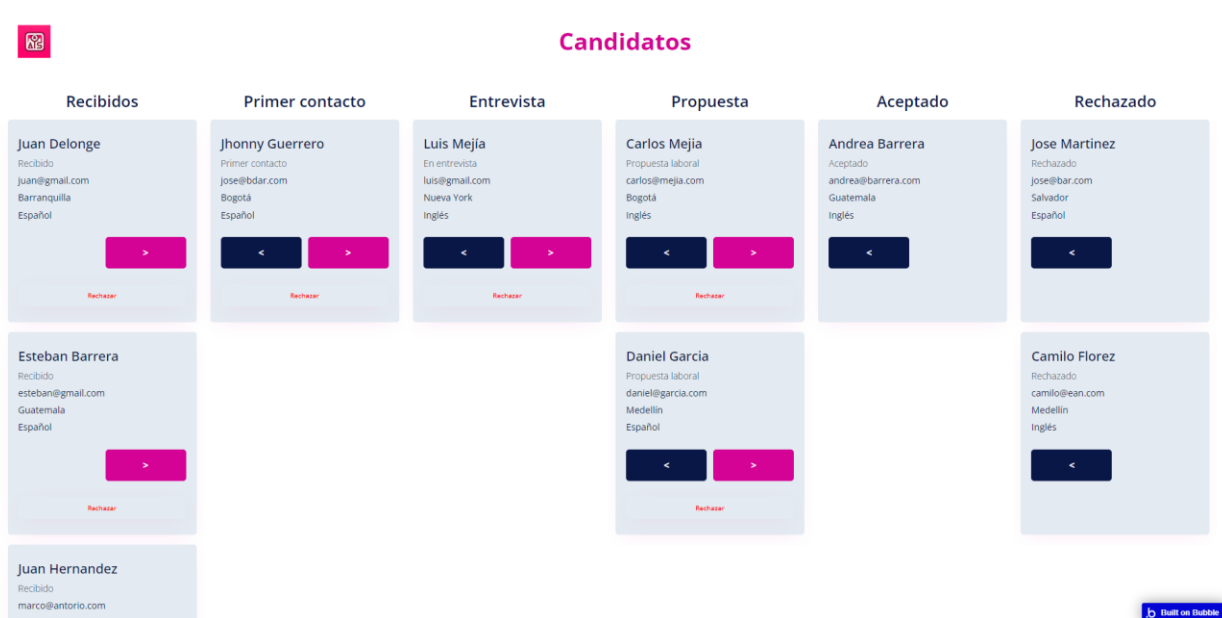 Candidatos
Recibidos
Primer contacto
Entrevista
Propuesta
Aceptado
Rechazado
Juan Delonge
Recibido
juan@gmail.com
Barranquilla
Español
>
Rechazar
Jhonny Guerrero
Primer contacto
jose@bdar.com
Bogotá
Español
<
>
Rechazar
Luis Mejía
En entrevista
luis@gmail.com
Nueva York
Inglés
<
>
Rechazar
Carlos Mejia
Propuesta laboral
carlos@mejia.com
Bogotá
Inglés
<
>
Rechazar
Andrea Barrera
Aceptado
andrea@barrera.com
Guatemala
Inglés
<
Jose Martinez
Rechazado
jose@bar.com
Salvador
Español
<
Esteban Barrera
Recibido
esteban@gmail.com
Guatemala
Español
>
Rechazar
Daniel Garcia
Propuesta laboral
daniel@garcia.com
Medellín
Español
<
>
Rechazar
Camilo Florez
Rechazado
camilo@ean.com
Medellín
Inglés
<
Juan Hernandez
Recibido
marco@antorio.com
Built on Bubble